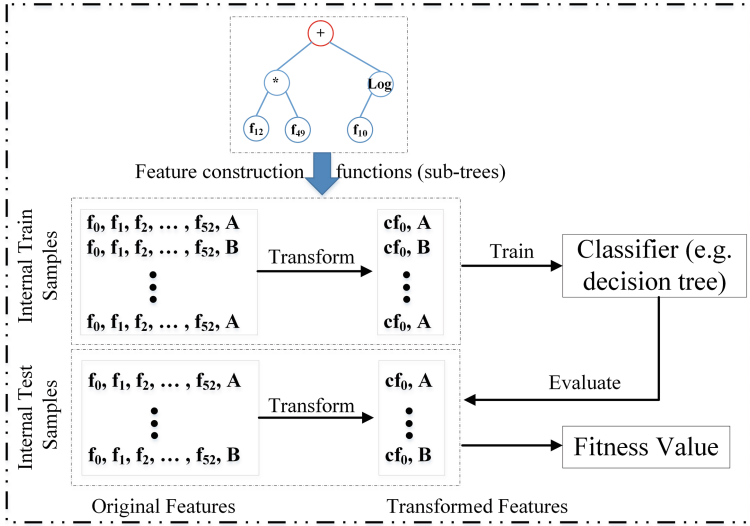 +
*
Log
f12 f49 f10
Feature construction functions (sub-trees)
Internal Train Samples
f0, f1, f2, … , f52, A
f0, f1, f2, … , f52, B
f0, f1, f2, … , f52, A
Transform
cf0, A
cf0, B
cf0, A
Train
Classifier (e.g. decision tree)
Internal Test Samples
f0, f1, f2, … , f52, A
f0, f1, f2, … , f52, B
Transform
cf0, A
cf0, B
Evaluate
Fitness Value
Original Features
Transformed Features